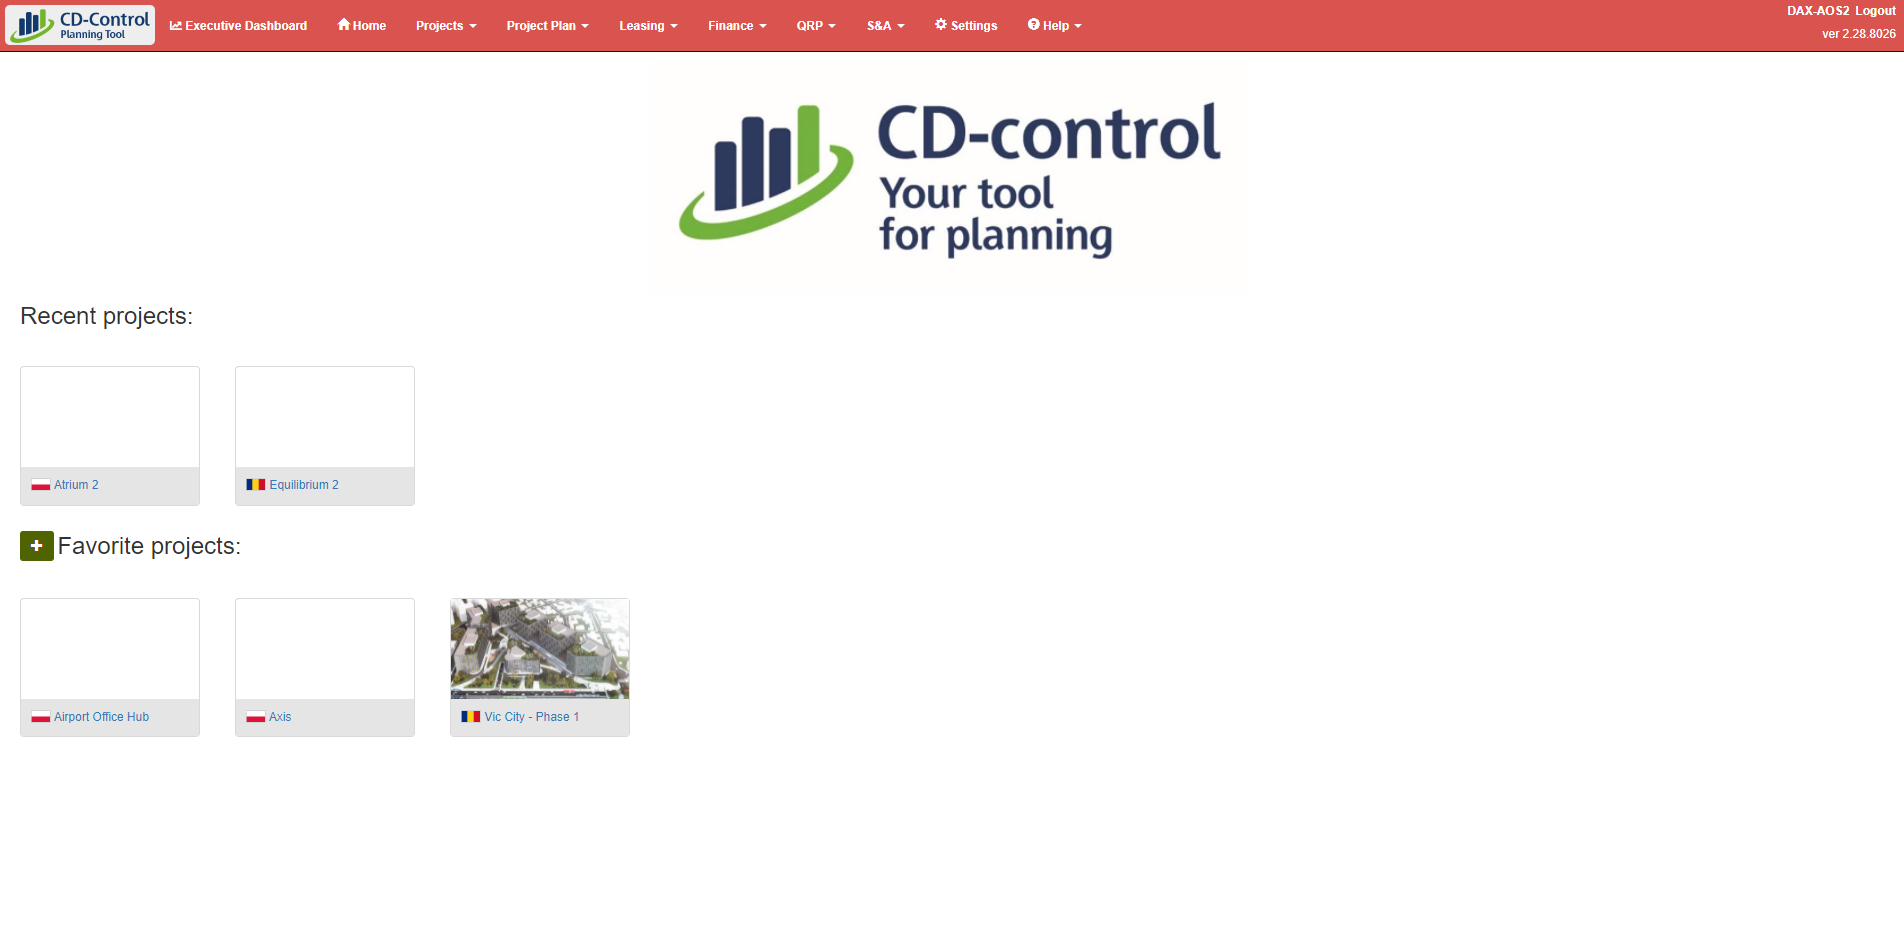 CD-Control
Planning Tool
Executive Dashboard Home Projects Project Plan Leasing Finance QRP S&A Settings Help
DAX-AOS2 Logout
ver 2.28.8026
CD-control
Your tool
for planning
Recent projects:
Atrium 2
Equilibrium 2
Favorite projects:
Airport Office Hub
Axis
Vic City - Phase 1